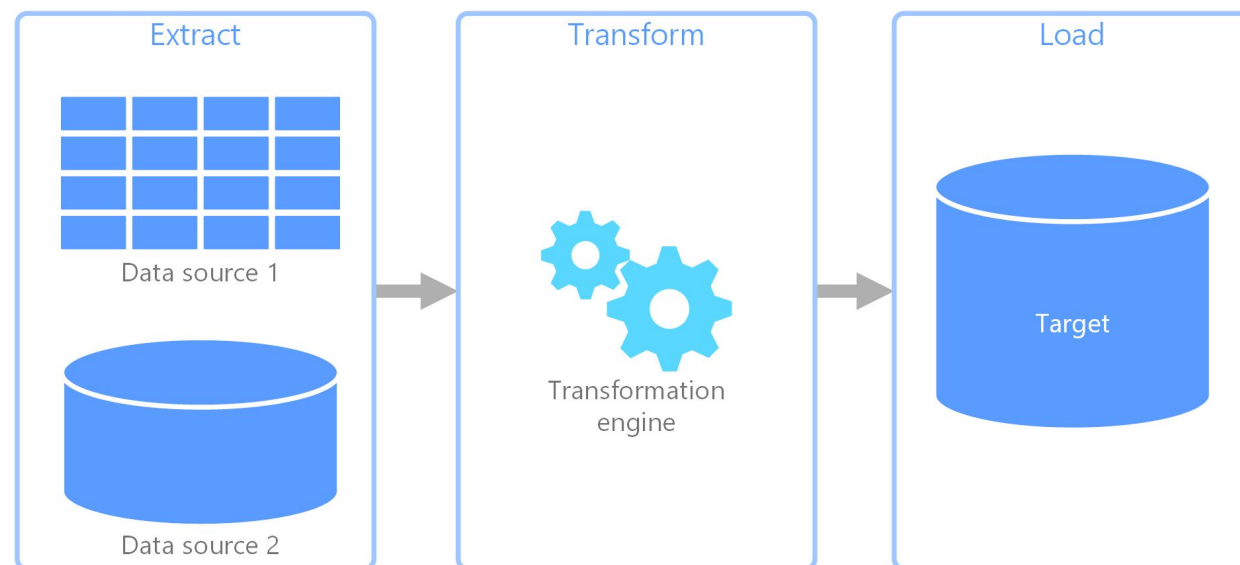 Extract
Data source 1
Data source 2
Transform
Transformation
engine
Load
Target